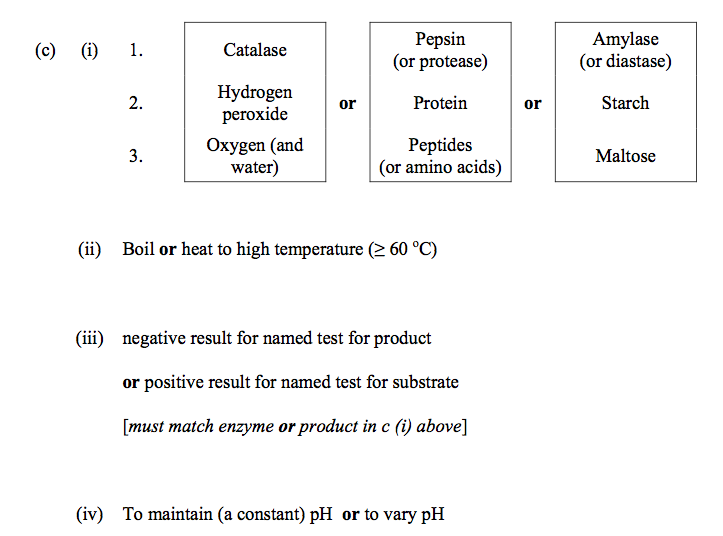 (c) (i) 1. Catalase Pepsin (or protease) Amylase (or diastase)
2. Hydrogen peroxide or Protein or Starch
3. Oxygen (and water) Peptides (or amino acids) Maltose
(ii) Boil or heat to high temperature (≥ 60 °C)
(iii) negative result for named test for product
or positive result for named test for substrate
[must match enzyme or product in c (i) above]
(iv) To maintain (a constant) pH or to vary pH